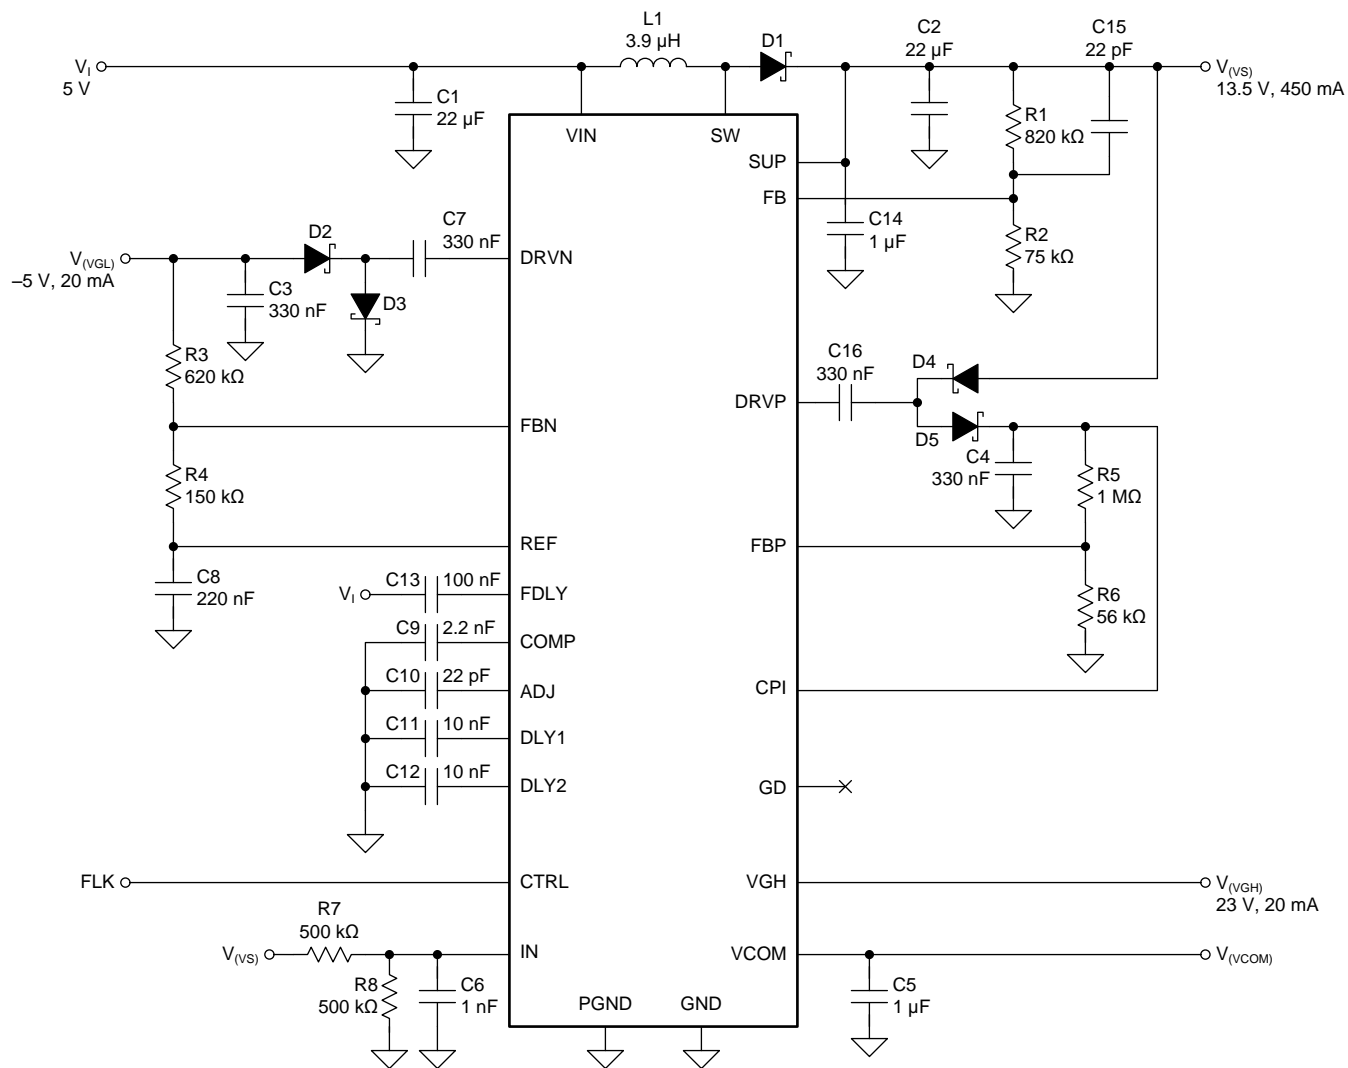 L1
3.9 µH
D1
C2
22 µF
C15
22 pF
V(VS)
13.5 V, 450 mA
VI
5 V
C1
22 µF
VIN
SW
R1
820 kΩ
SUP
FB
C14
1 µF
R2
75 kΩ
C7
330 nF
D2
V(VGL)
–5 V, 20 mA
DRVN
C3
330 nF
D3
R3
620 kΩ
C16
330 nF
D4
DRVP
D5
FBN
C4
330 nF
R5
1 MΩ
R4
150 kΩ
REF
FBP
C8
220 nF
VI
C13
100 nF
FDLY
R6
56 kΩ
C9
2.2 nF
COMP
C10
22 pF
ADJ
CPI
C11
10 nF
DLY1
C12
10 nF
DLY2
GD
FLK
CTRL
VGH
V(VGH)
23 V, 20 mA
R7
500 kΩ
V(VS)
IN
VCOM
V(VCOM)
R8
500 kΩ
C6
1 nF
PGND
GND
C5
1 µF